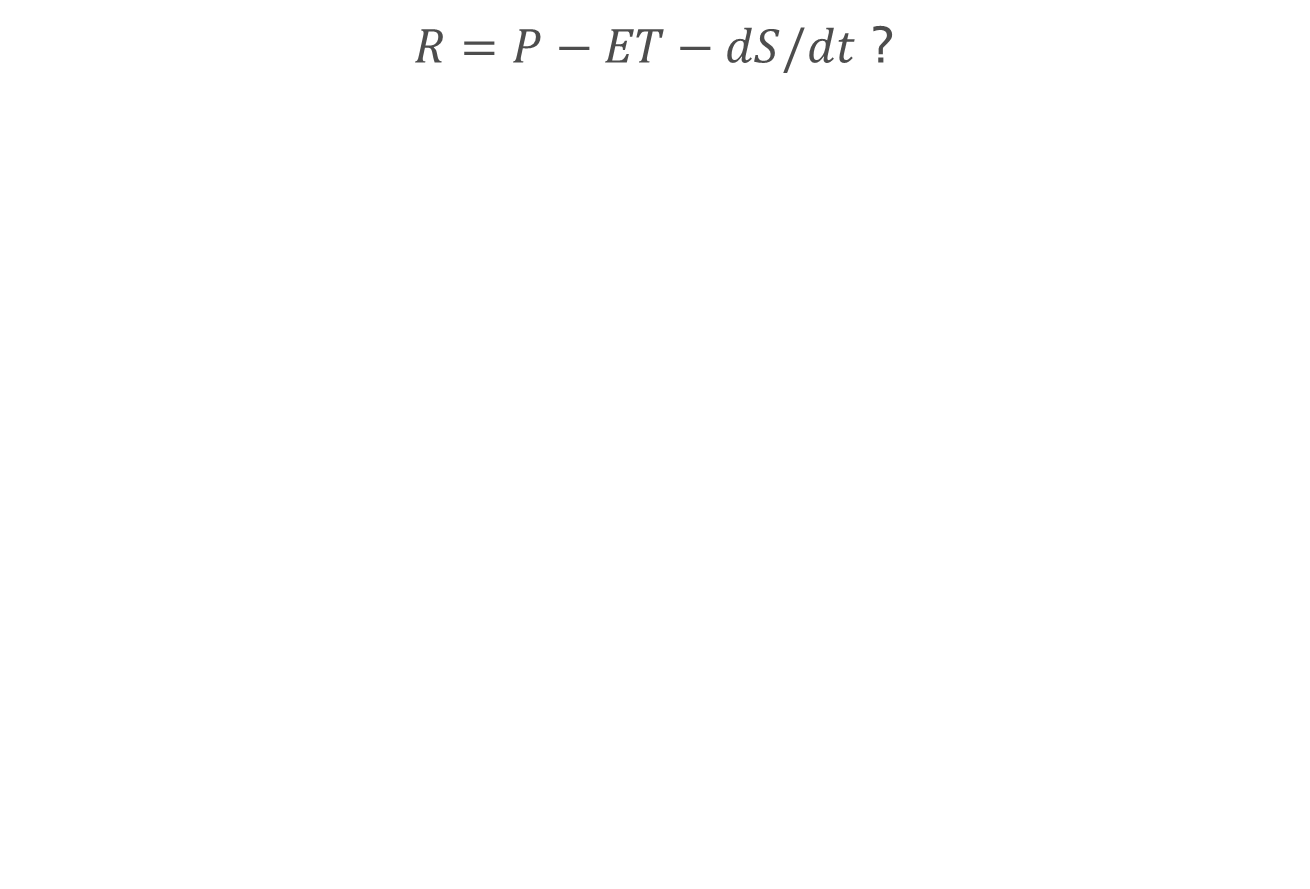 R = P − ET − dS/dt ?